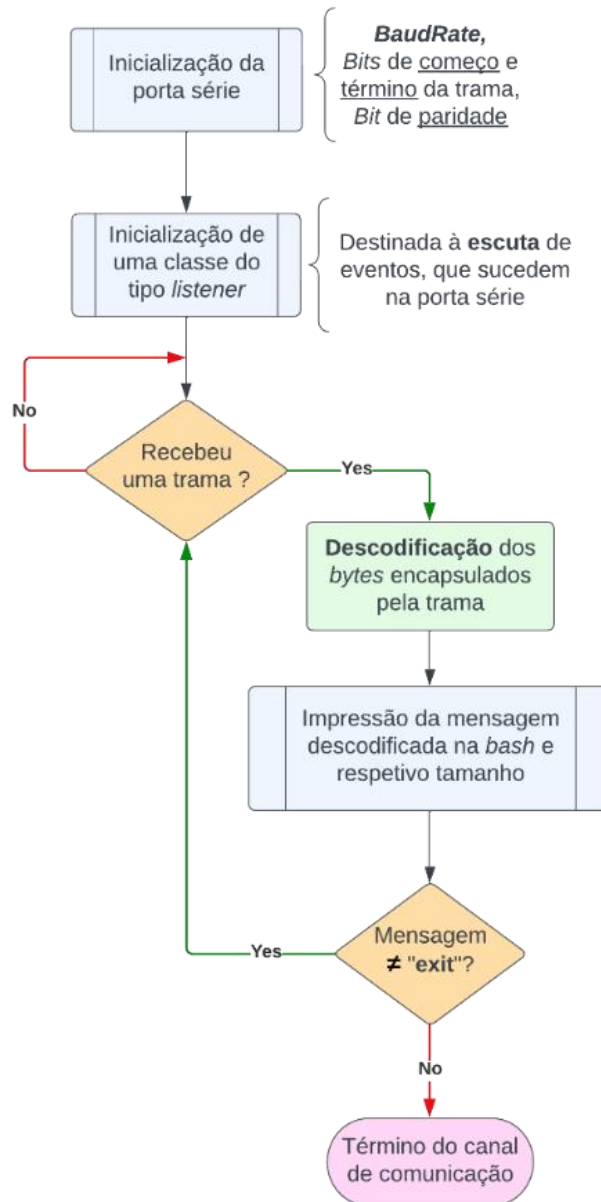 Inicialização da
porta série
BaudRate,
Bits de começo e
término da trama,
Bit de paridade
Inicialização de
uma classe do
tipo listener
Destinada à escuta de
eventos, que sucedem
na porta série
No
Recebeu
uma trama ?
Yes
Descodificação dos
bytes encapsulados
pela trama
Impressão da mensagem
descodificada na bash e
respetivo tamanho
Mensagem
≠ "exit"?
Yes
No
Término do canal
de comunicação